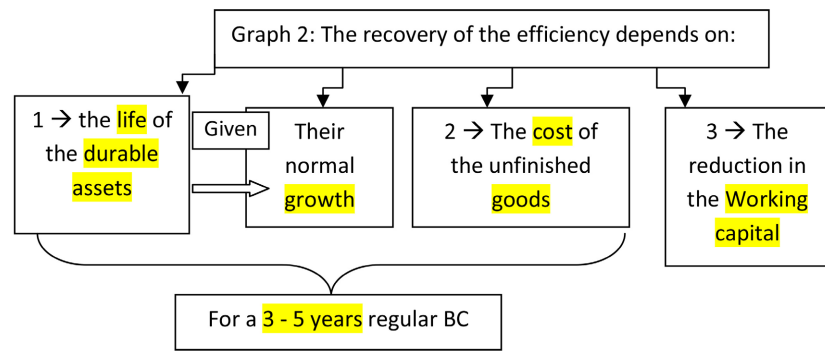 Graph 2: The recovery of the efficiency depends on:
1 → the life of
the durable
assets
Given
Their
normal
growth
2 → The cost of
the unfinished
goods
3 → The
reduction in
the Working
capital
For a 3 - 5 years regular BC